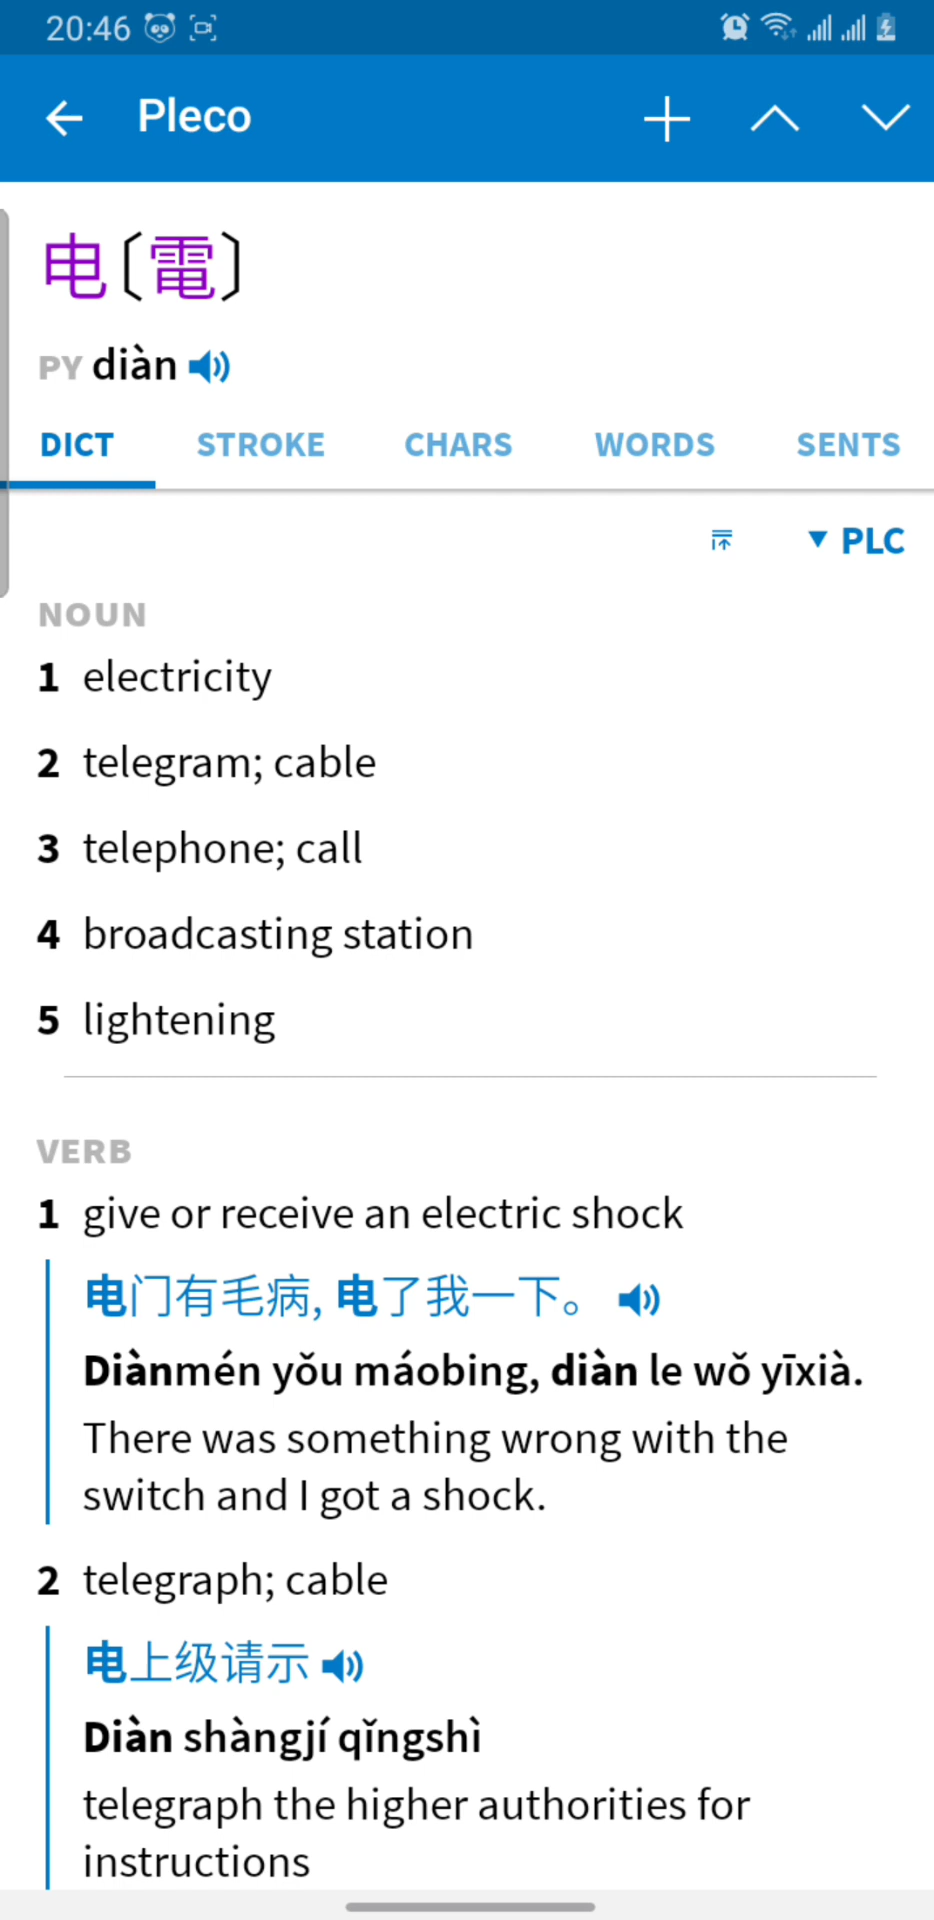 20:46
Pleco
电〔電〕
PY diàn
DICT STROKE CHARS WORDS SENTS
PLC
NOUN
1 electricity
2 telegram; cable
3 telephone; call
4 broadcasting station
5 lightening
VERB
1 give or receive an electric shock
电门有毛病, 电了我一下。
Diànmén yǒu máobing, diàn le wǒ yīxià.
There was something wrong with the
switch and I got a shock.
2 telegraph; cable
电上级请示
Diàn shàngjí qǐngshì
telegraph the higher authorities for
instructions